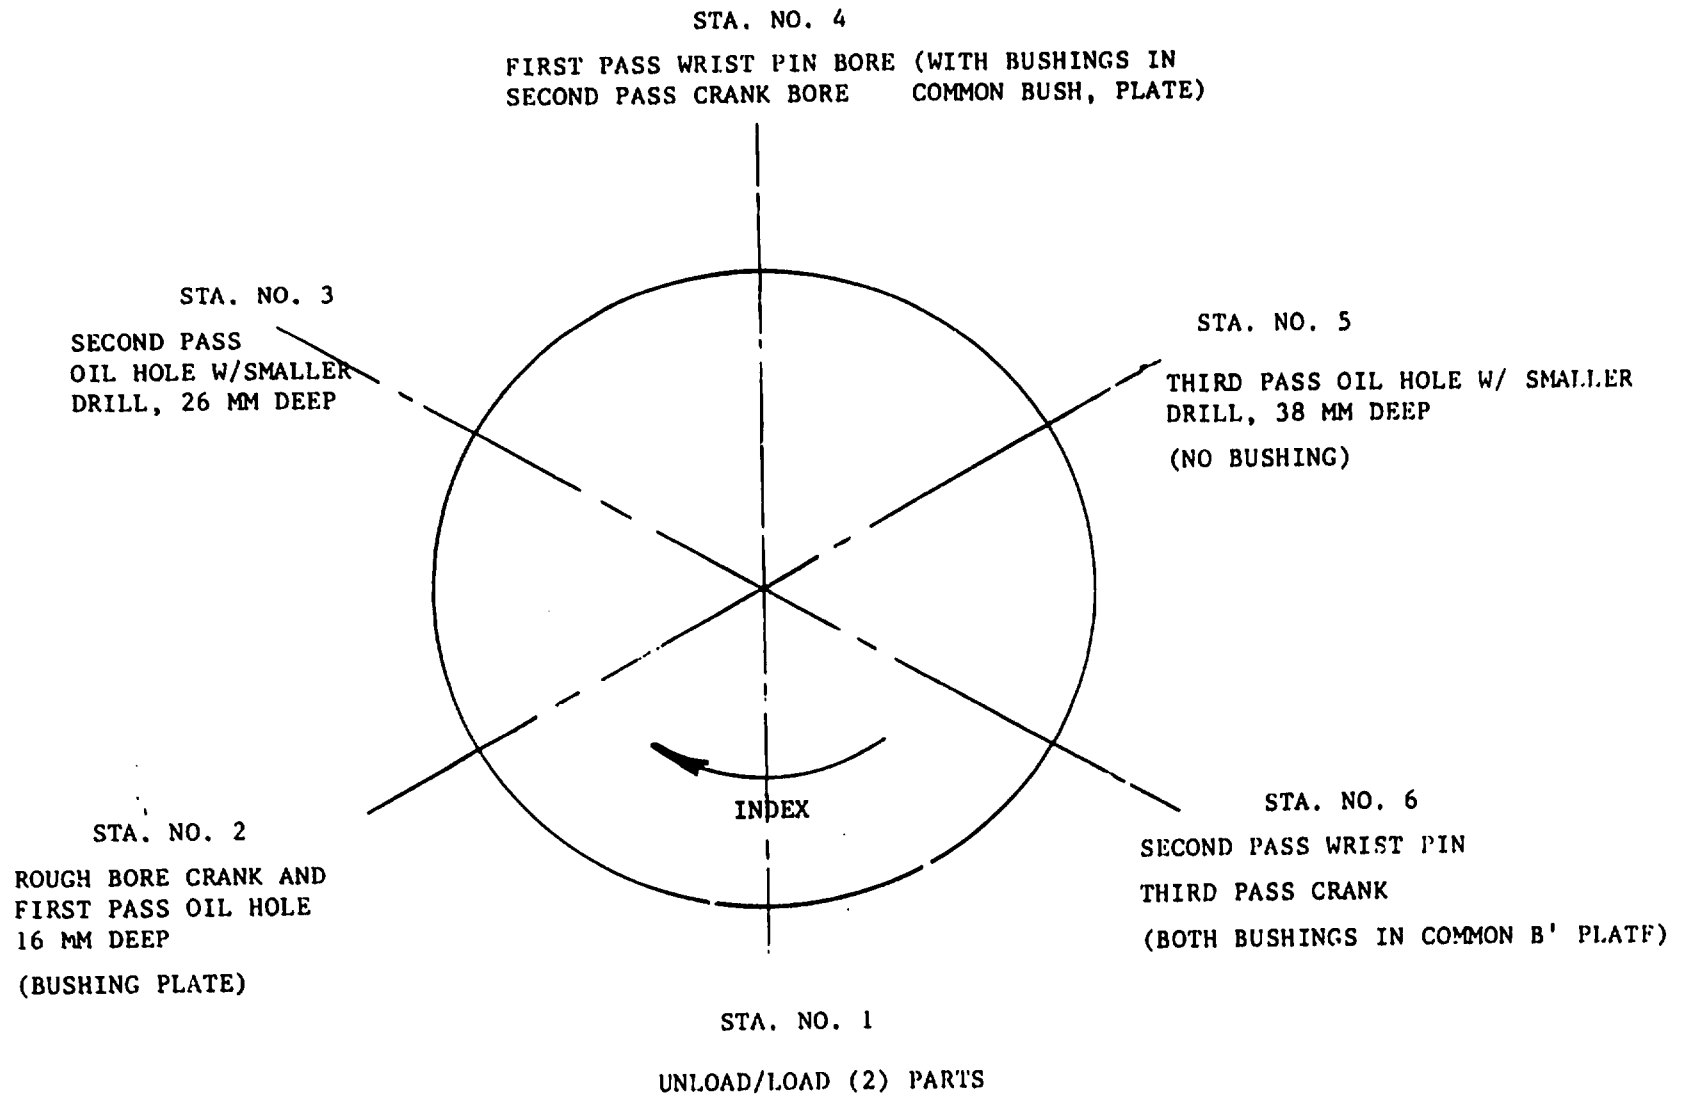 STA. NO. 4
FIRST PASS WRIST PIN BORE (WITH BUSHINGS IN
SECOND PASS CRANK BORE COMMON BUSH, PLATE)
STA. NO. 3
SECOND PASS
OIL HOLE W/SMALLER
DRILL, 26 MM DEEP
STA. NO. 5
THIRD PASS OIL HOLE W/ SMALLER
DRILL, 38 MM DEEP
(NO BUSHING)
INDEX
STA. NO. 2
ROUGH BORE CRANK AND
FIRST PASS OIL HOLE
16 MM DEEP
(BUSHING PLATE)
STA. NO. 6
SECOND PASS WRIST PIN
THIRD PASS CRANK
(BOTH BUSHINGS IN COMMON B' PLATE)
STA. NO. 1
UNLOAD/LOAD (2) PARTS